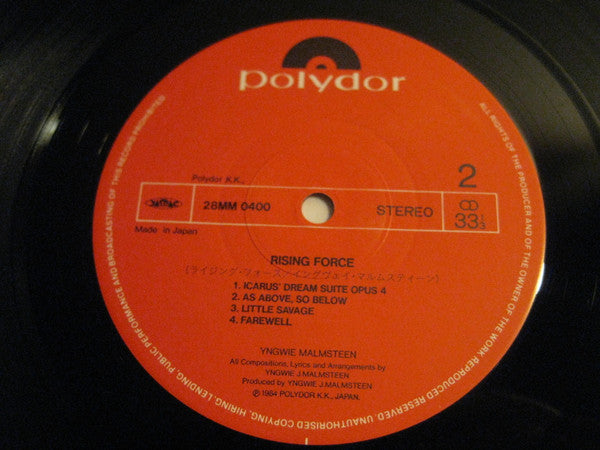 polydor
Polydor K.K.,
JASRAC
28MM 0400
STEREO
2
33 1/3
Made in Japan
RISING FORCE
(ライジング・フォース/イングヴェイ・マルムスティーン)
1. ICARUS' DREAM SUITE OPUS 4
2. AS ABOVE, SO BELOW
3. LITTLE SAVAGE
4. FAREWELL
YNGWIE MALMSTEEN
All Compositions, Lyrics and Arrangements by
YNGWIE J.MALMSTEEN
Produced by YNGWIE J.MALMSTEEN
℗ 1984 POLYDOR K.K., JAPAN.
ALL RIGHTS OF THE PRODUCER AND OF THE OWNER OF THE WORK REPRODUCED RESERVED. UNAUTHORISED COPYING, HIRING, LENDING, PUBLIC PERFORMANCE AND BROADCASTING OF THIS RECORD PROHIBITED